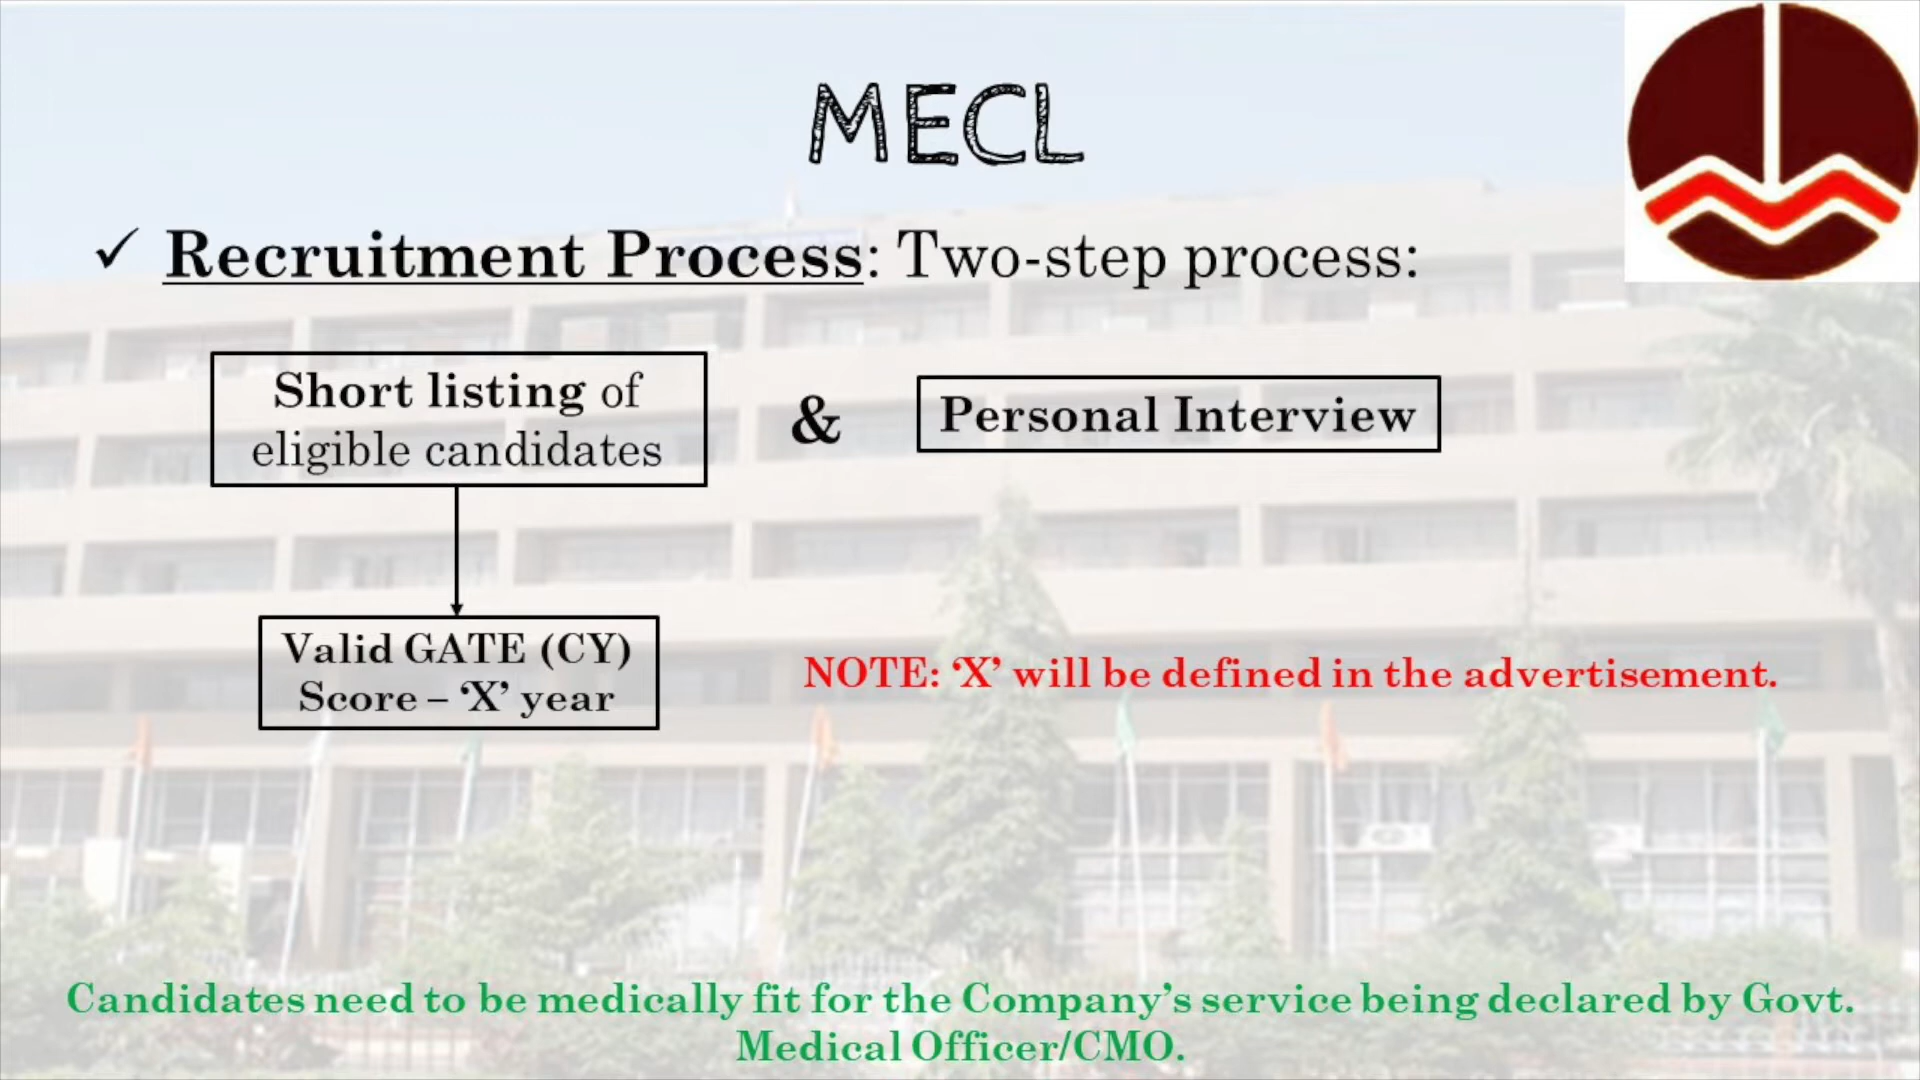 MECL
✓ Recruitment Process: Two-step process:
Short listing of
eligible candidates
&
Personal Interview
Valid GATE (CY)
Score – ‘X’ year
NOTE: ‘X’ will be defined in the advertisement.
Candidates need to be medically fit for the Company’s service being declared by Govt.
Medical Officer/CMO.